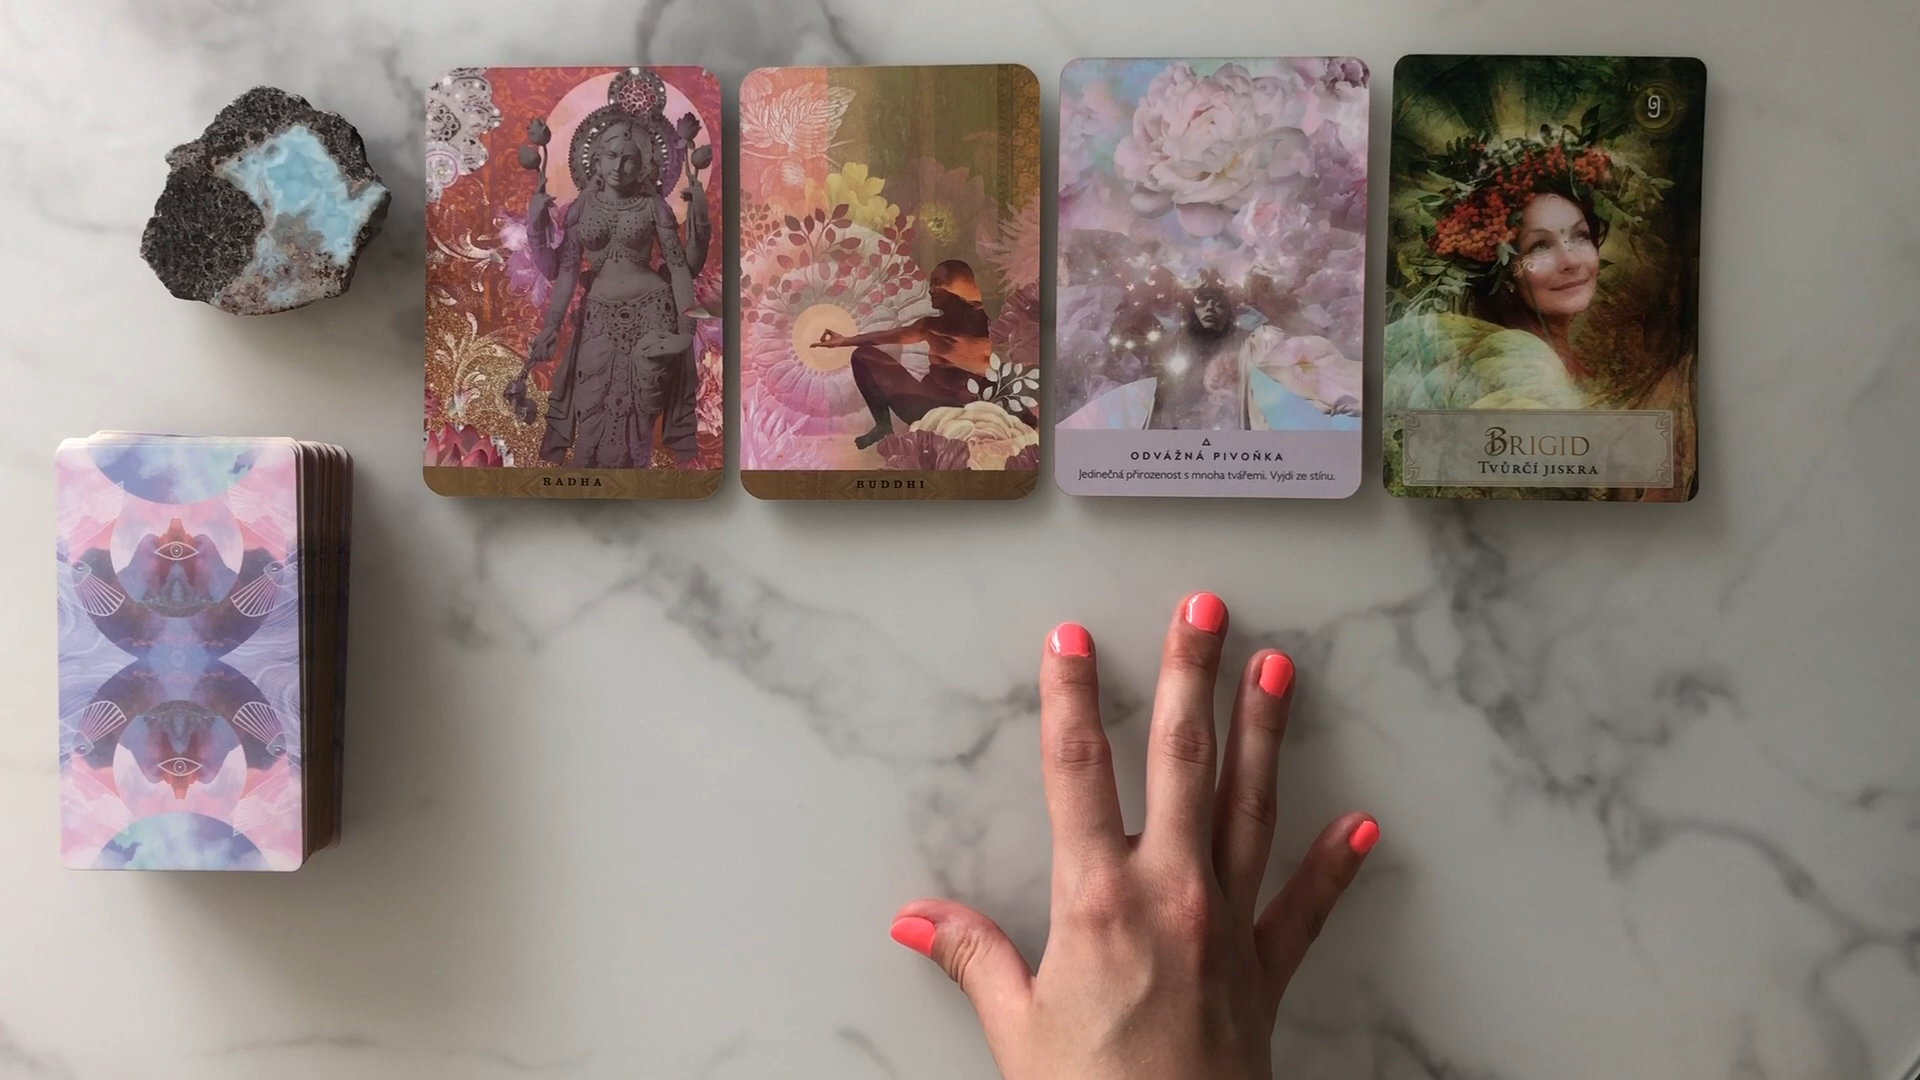 RADHA
BUDDHI
ODVÁŽNÁ PIVOŇKA
Jedinečná přirozenost s mnoha tvářemi. Vyjdi ze stínu.
9
BRIGID
TVŮRČÍ JISKRA